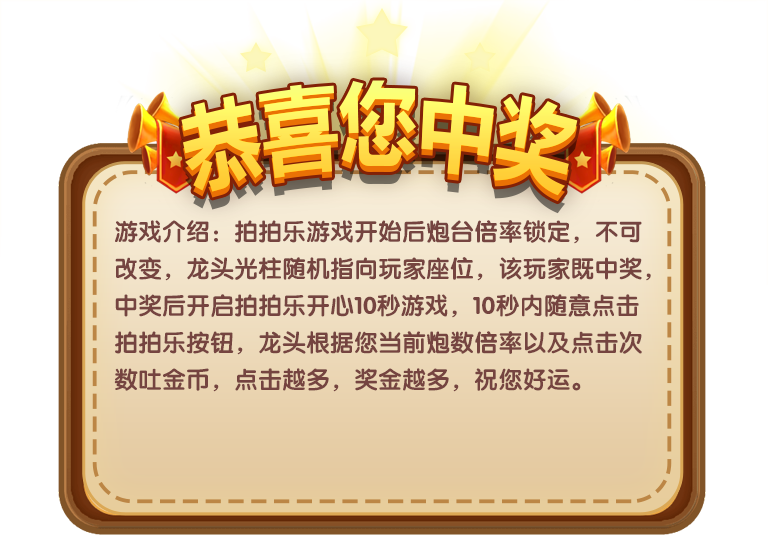 恭喜您中奖
游戏介绍：拍拍乐游戏开始后炮台倍率锁定，不可
改变，龙头光柱随机指向玩家座位，该玩家既中奖，
中奖后开启拍拍乐开心10秒游戏，10秒内随意点击
拍拍乐按钮，龙头根据您当前炮数倍率以及点击次
数吐金币，点击越多，奖金越多，祝您好运。